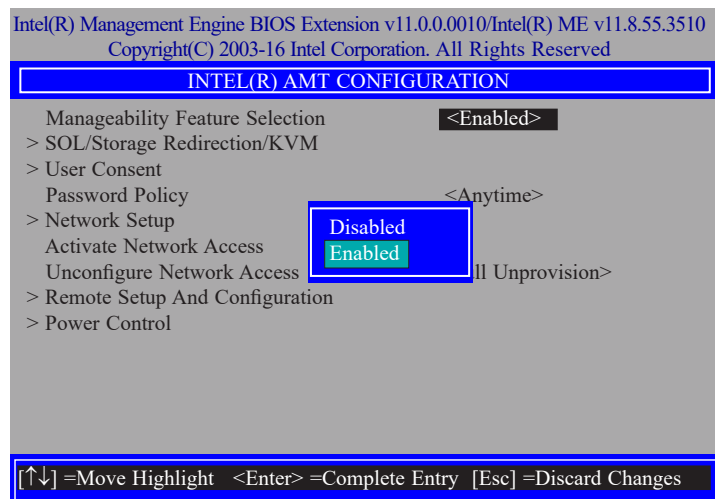 Intel(R) Management Engine BIOS Extension v11.0.0.0010/Intel(R) ME v11.8.55.3510
Copyright(C) 2003-16 Intel Corporation. All Rights Reserved
INTEL(R) AMT CONFIGURATION
Manageability Feature Selection <Enabled>
> SOL/Storage Redirection/KVM
> User Consent
Password Policy <Anytime>
> Network Setup
Disabled
Activate Network Access
Enabled
Unconfigure Network Access ll Unprovision>
> Remote Setup And Configuration
> Power Control
[↑↓] =Move Highlight <Enter> =Complete Entry [Esc] =Discard Changes